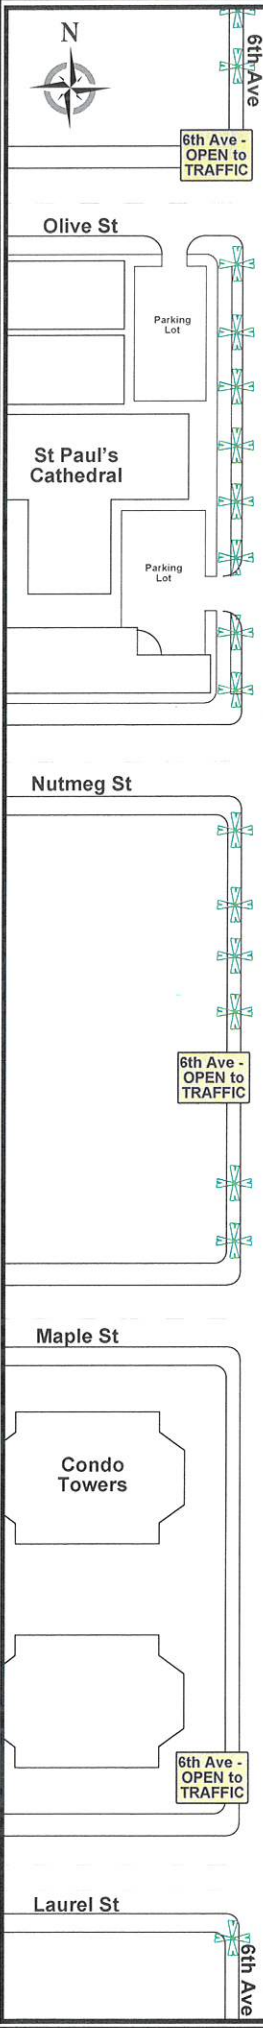 N
6th Ave
6th Ave -
OPEN to
TRAFFIC
Olive St
Parking
Lot
St Paul's
Cathedral
Parking
Lot
Nutmeg St
6th Ave -
OPEN to
TRAFFIC
Maple St
Condo
Towers
6th Ave -
OPEN to
TRAFFIC
Laurel St
6th Ave